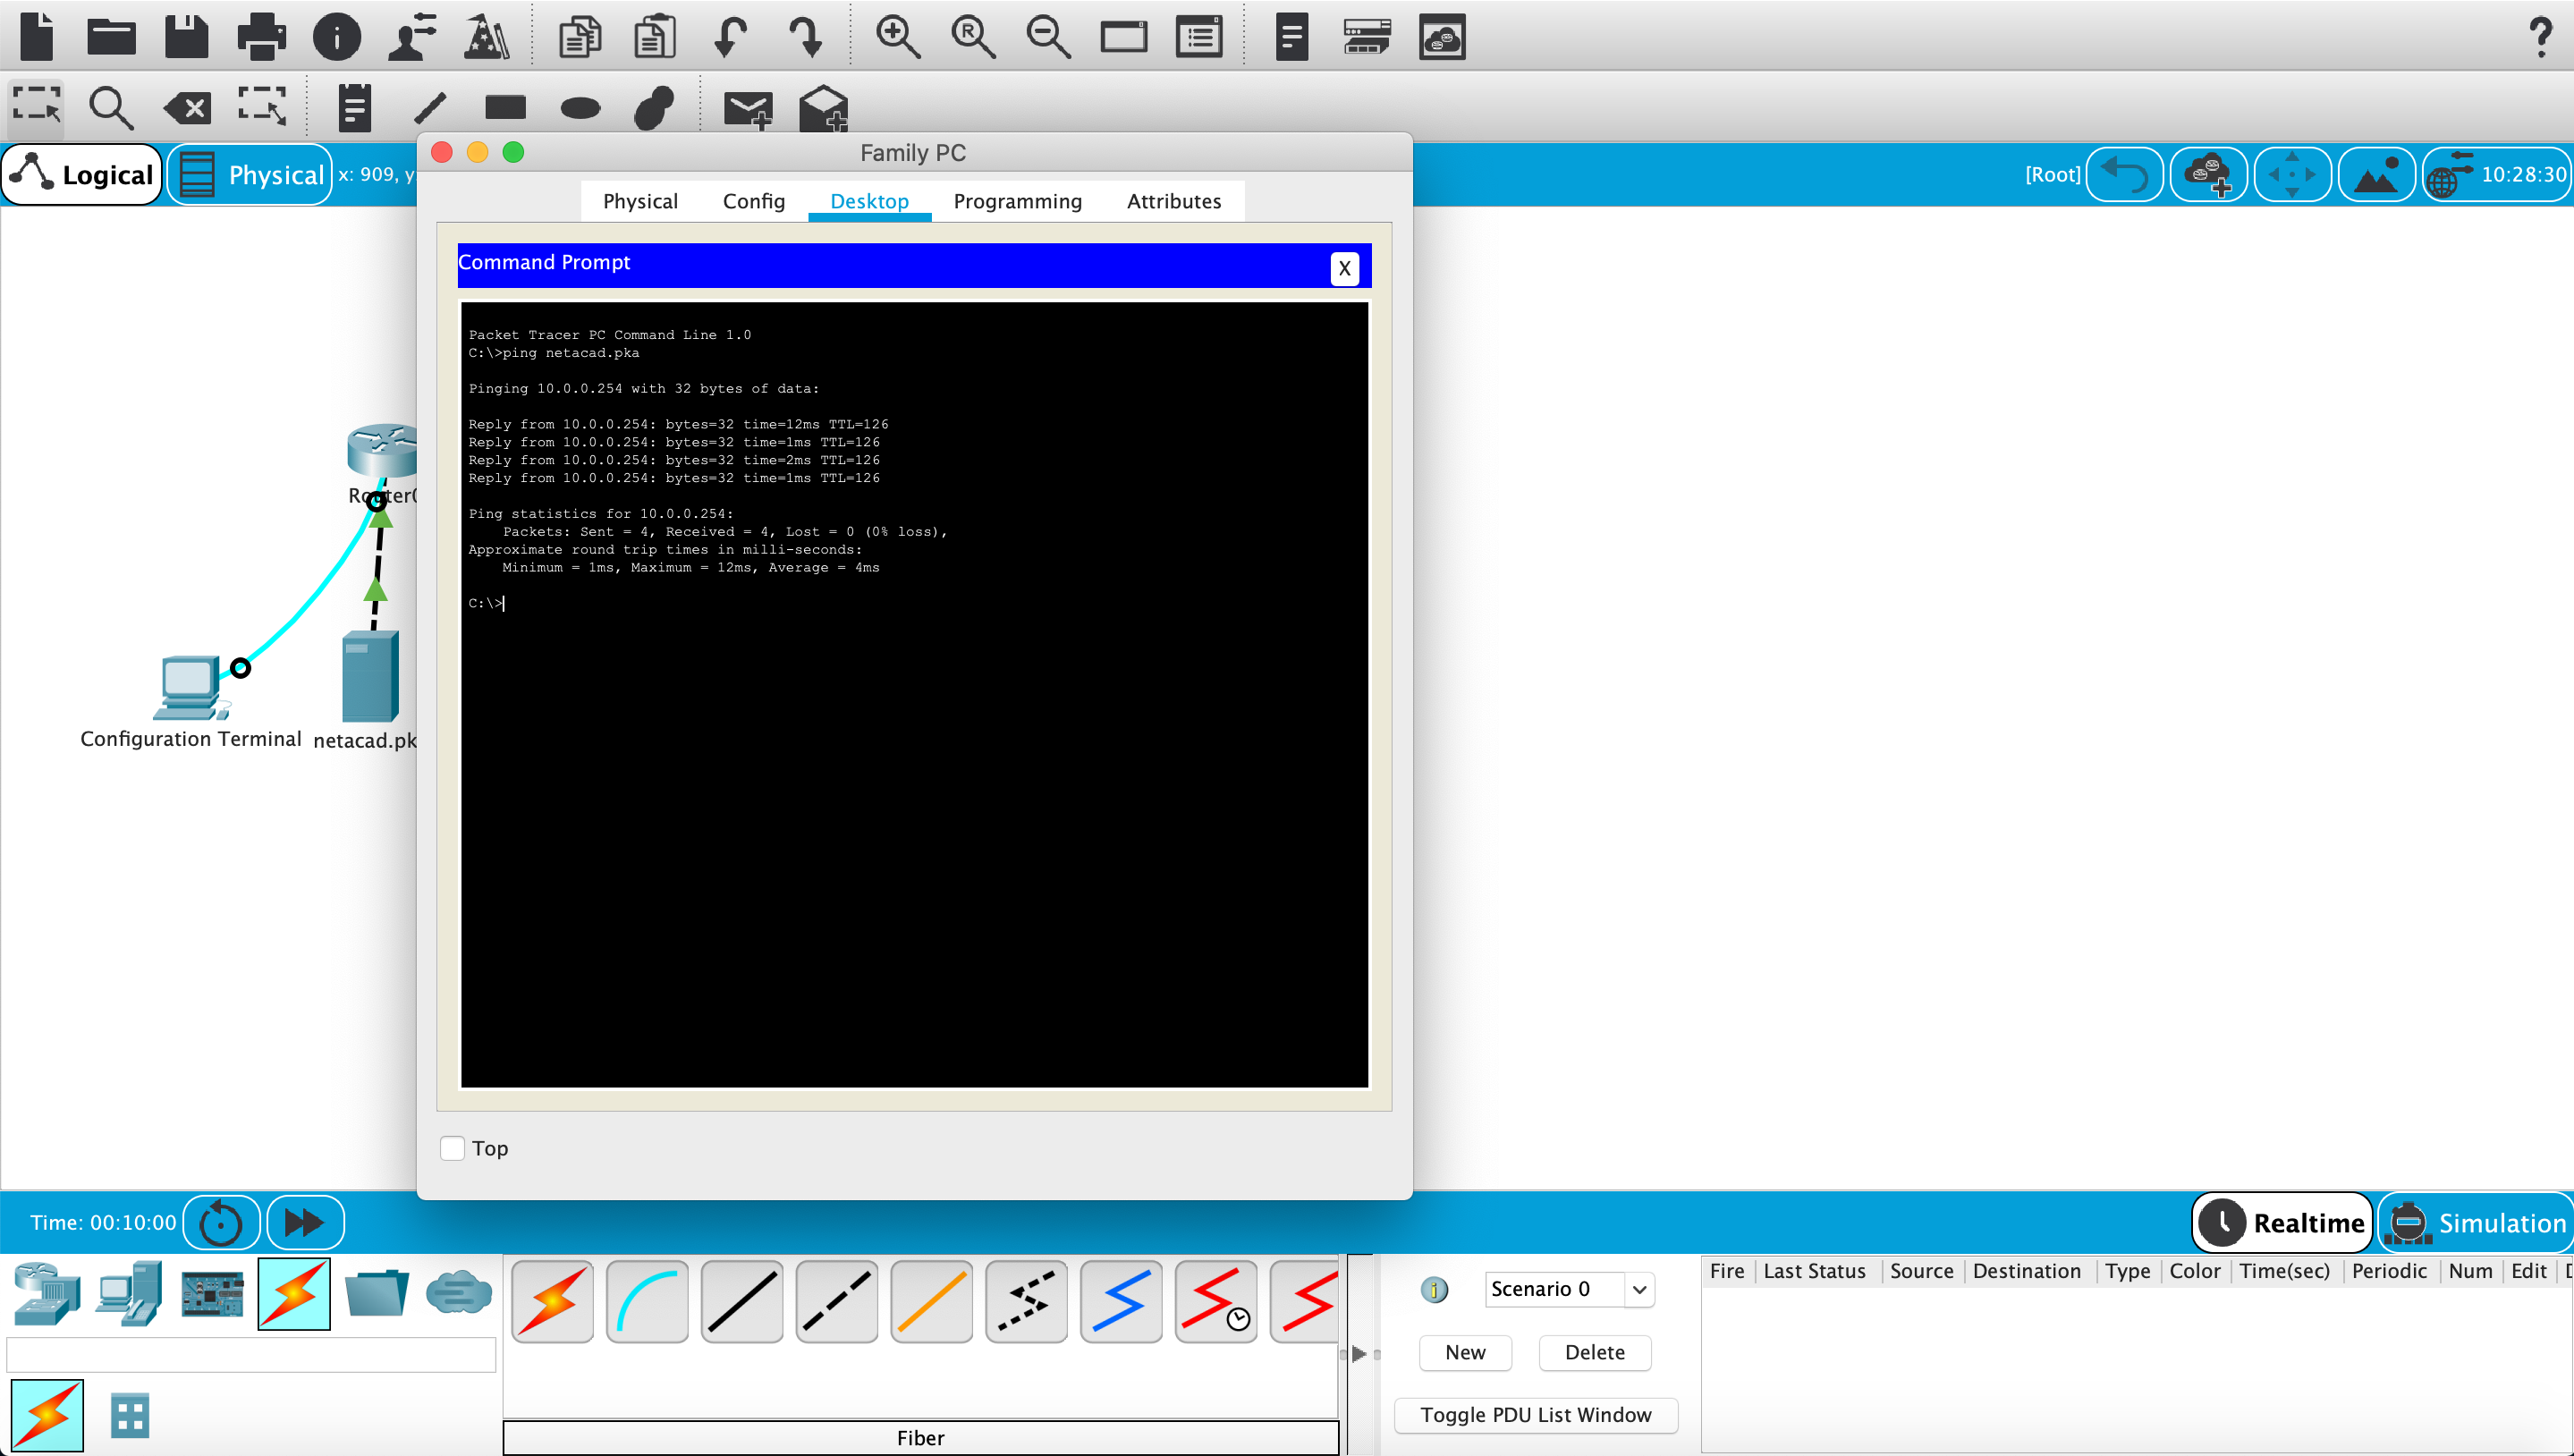 Logical
Physical
x: 909, y
[Root]
10:28:30
Family PC
Physical
Config
Desktop
Programming
Attributes
Command Prompt
X
Packet Tracer PC Command Line 1.0
C:\>ping netacad.pka
Pinging 10.0.0.254 with 32 bytes of data:
Reply from 10.0.0.254: bytes=32 time=12ms TTL=126
Reply from 10.0.0.254: bytes=32 time=1ms TTL=126
Reply from 10.0.0.254: bytes=32 time=2ms TTL=126
Reply from 10.0.0.254: bytes=32 time=1ms TTL=126
Ping statistics for 10.0.0.254:
Packets: Sent = 4, Received = 4, Lost = 0 (0% loss),
Approximate round trip times in milli-seconds:
Minimum = 1ms, Maximum = 12ms, Average = 4ms
C:\>
Router0
Configuration Terminal
netacad.pk
Top
Time: 00:10:00
Realtime
Simulation
Scenario 0
New
Delete
Toggle PDU List Window
Fire Last Status Source Destination Type Color Time(sec) Periodic Num Edit
Fiber